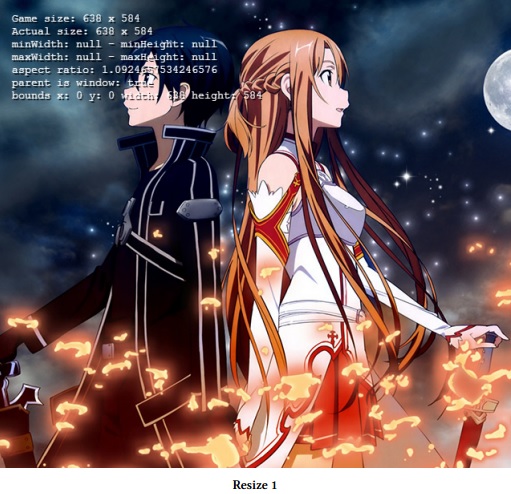 Game size: 638 x 584
Actual size: 638 x 584
minWidth: null - minHeight: null
maxWidth: null - maxHeight: null
aspect ratio: 1.0924657534246576
parent is window: true
bounds x: 0 y: 0 width: 638 height: 584
Resize 1